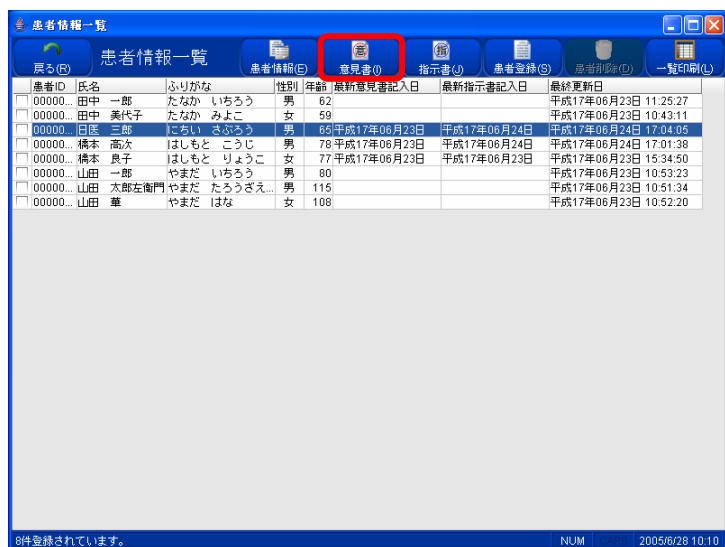 患者情報一覧
戻る(R) 患者情報一覧 患者情報(E) 意 意見書(I) 指 指示書(J) 患者登録(S) 患者削除(D) 一覧印刷(L)
患者ID 氏名 ふりがな 性別 年齢 最新意見書記入日 最新指示書記入日 最終更新日
00000... 田中 一郎 たなか いちろう 男 62 平成17年06月23日 11:25:27
00000... 田中 美代子 たなか みよこ 女 59 平成17年06月23日 10:43:11
00000... 日医 三郎 にちい さぶろう 男 65 平成17年06月23日 平成17年06月24日 平成17年06月24日 17:04:05
00000... 橋本 高次 はしもと こうじ 男 78 平成17年06月23日 平成17年06月24日 平成17年06月24日 17:01:38
00000... 橋本 良子 はしもと りょうこ 女 77 平成17年06月23日 平成17年06月23日 平成17年06月23日 15:34:50
00000... 山田 一郎 やまだ いちろう 男 80 平成17年06月23日 10:53:23
00000... 山田 太郎左衛門 やまだ たろうざえ... 男 115 平成17年06月23日 10:51:34
00000... 山田 華 やまだ はな 女 108 平成17年06月23日 10:52:20
8件登録されています。 NUM CAPS 2005/6/28 10:10